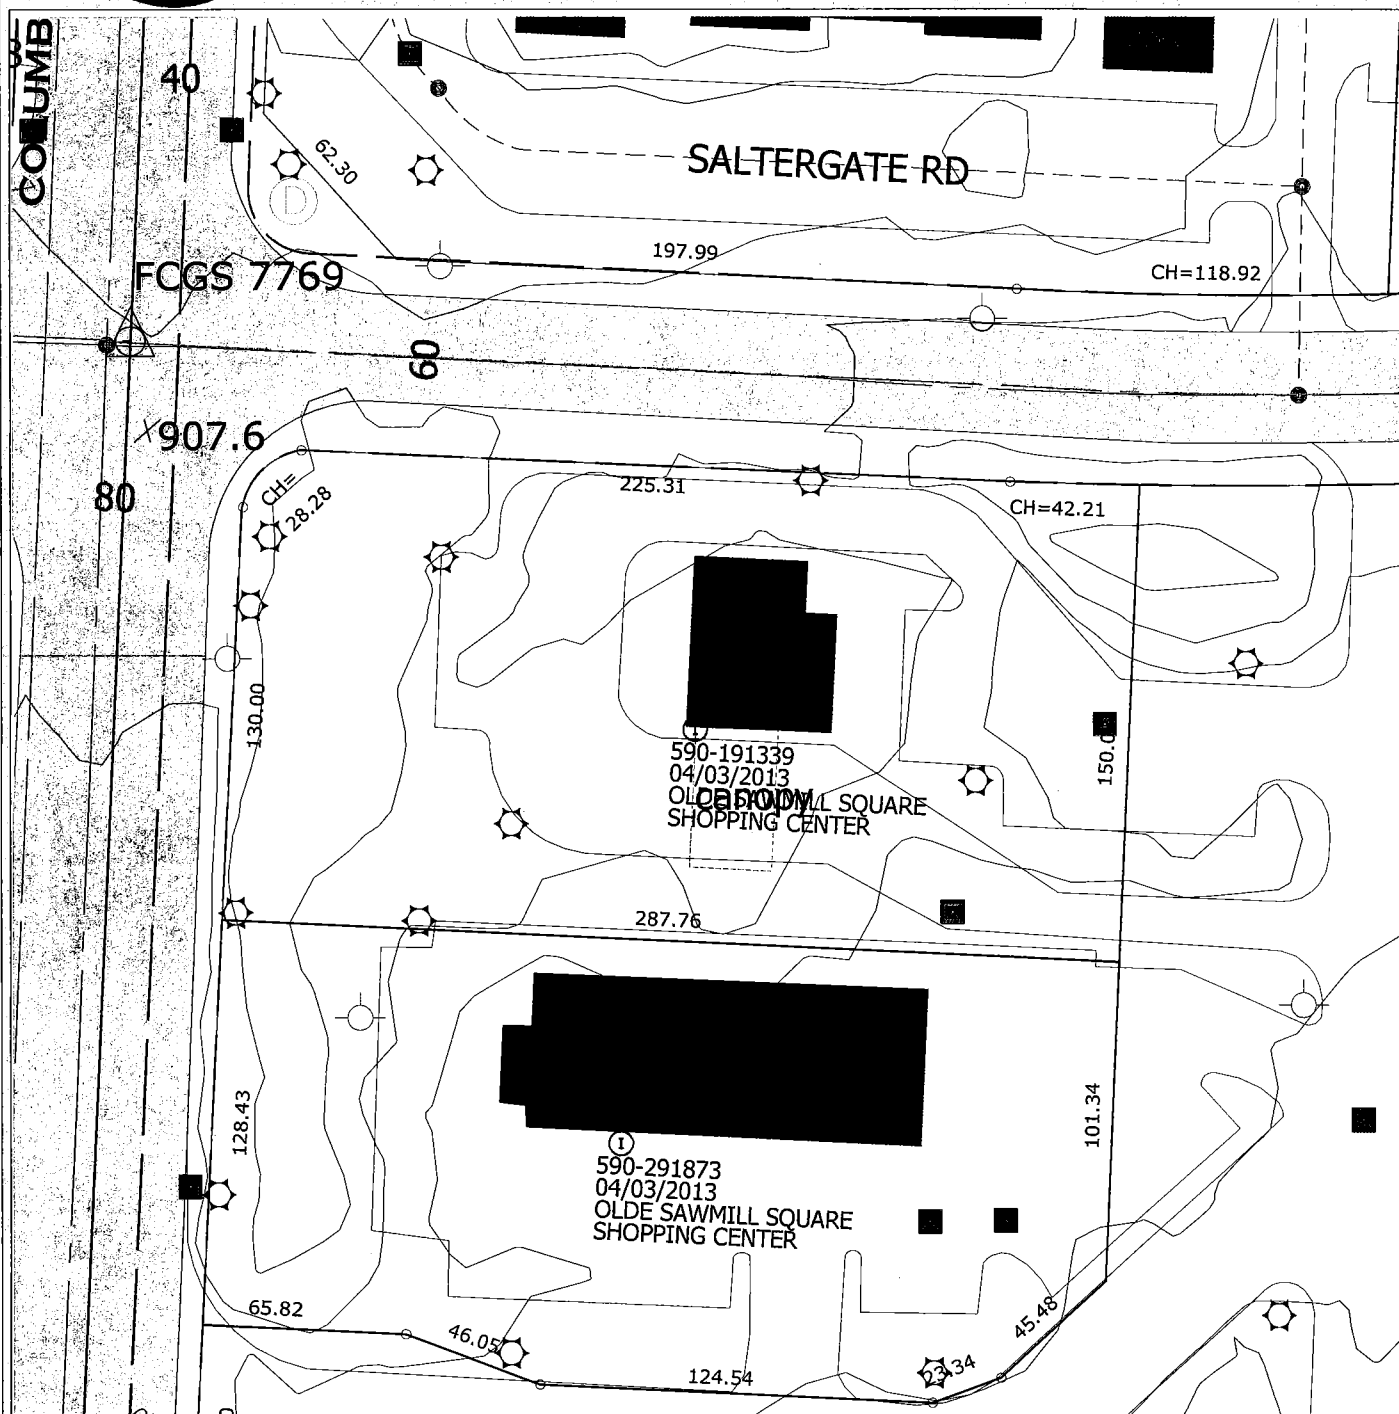 40
62.30
SALTERGATE RD
D
197.99
CH=118.92
FCGS 7769
60
907.6
80
CH=
28.28
225.31
CH=42.21
130.00
590-191339
04/03/2013
SQUARE
canopy
SHOPPING CENTER
287.76
128.43
101.34
I
590-291873
04/03/2013
OLDE SAWMILL SQUARE
SHOPPING CENTER
65.82
46.05
45.48
23.34
124.54